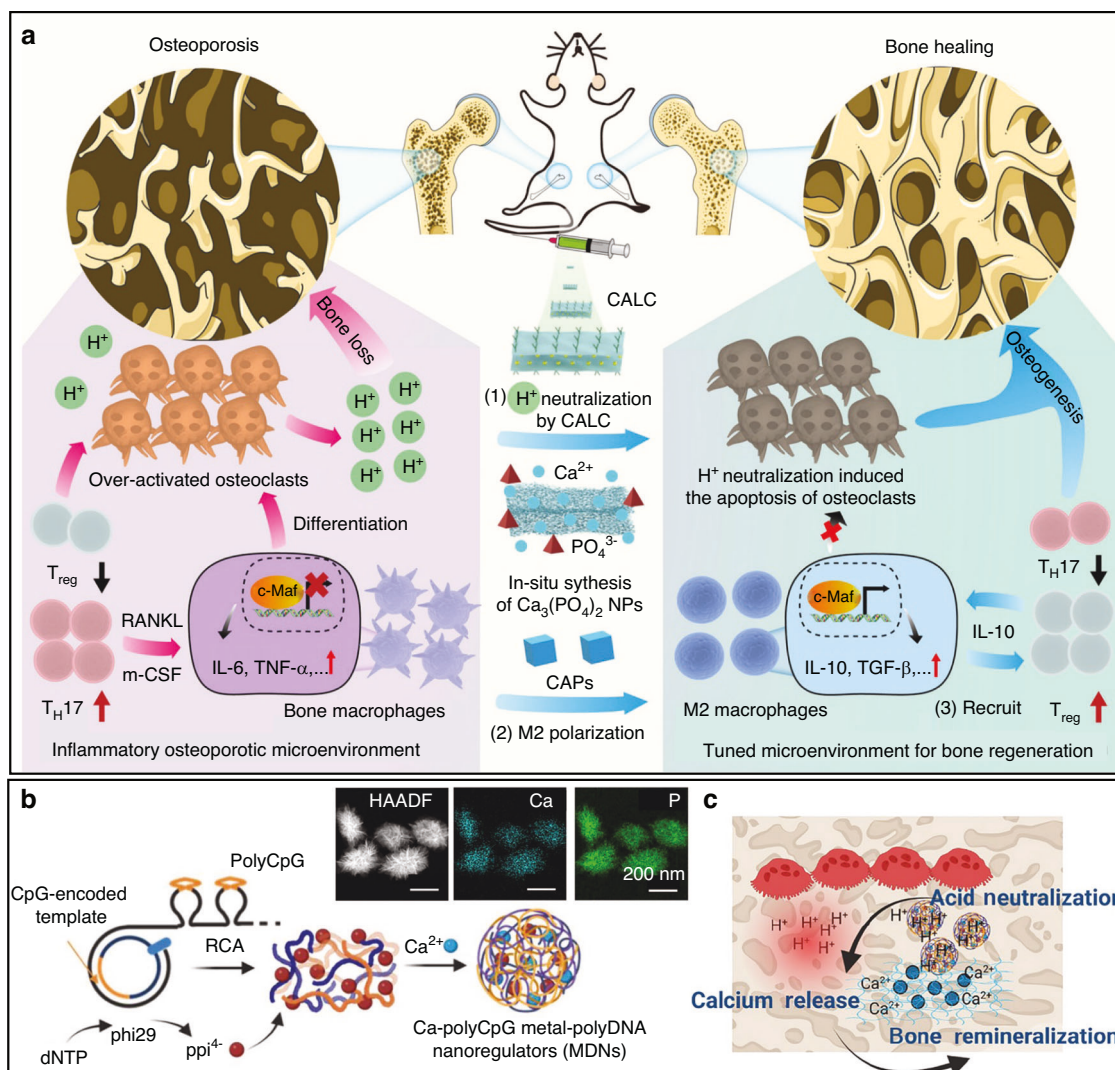 a
Osteoporosis
Bone healing
CALC
Bone loss
Osteogenesis
H+
H+
H+
H+
H+
H+
H+
H+
(1) H+ neutralization
by CALC
Over-activated osteoclasts
Ca2+
PO43-
H+ neutralization induced
the apoptosis of osteoclasts
Differentiation
Treg
TH17
In-situ sythesis
of Ca3(PO4)2 NPs
c-Maf
c-Maf
RANKL
m-CSF
IL-6, TNF-α,...
CAPs
IL-10, TGF-β,...
IL-10
TH17
Bone macrophages
M2 macrophages
(3) Recruit
Treg
(2) M2 polarization
Inflammatory osteoporotic microenvironment
Tuned microenvironment for bone regeneration
b
HAADF
Ca
P
200 nm
PolyCpG
CpG-encoded
template
RCA
Ca2+
phi29
dNTP
ppi4-
Ca-polyCpG metal-polyDNA
nanoregulators (MDNs)
c
Acid neutralization
H+
H+
H+
H+
H+
H+
H+
H+
H+
H+
H+
H+
H+
H+
Ca2+
Ca2+
Ca2+
Ca2+
Calcium release
Bone remineralization